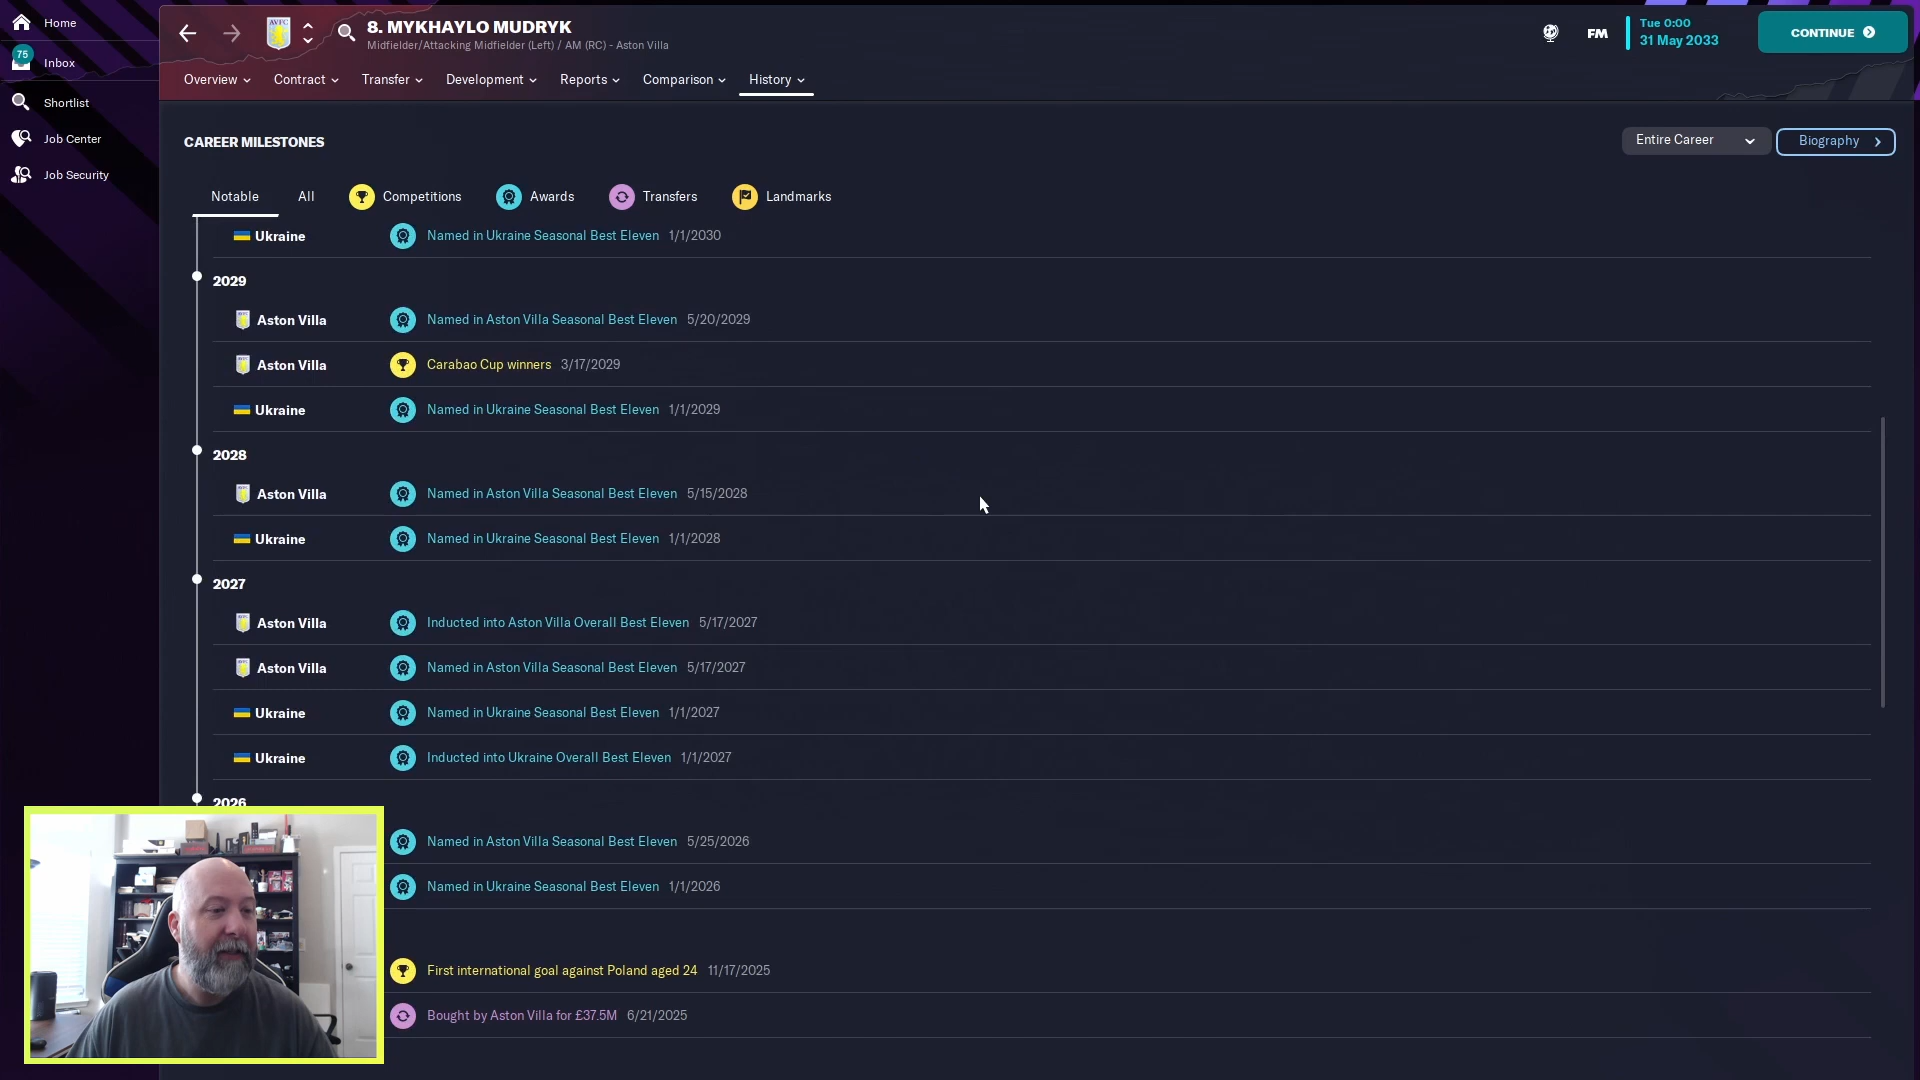 Home
75
Inbox
Shortlist
Job Center
Job Security
8. MYKHAYLO MUDRYK
Midfielder/Attacking Midfielder (Left) / AM (RC) - Aston Villa
FM
Tue 0:00
31 May 2033
CONTINUE
Overview
Contract
Transfer
Development
Reports
Comparison
History
CAREER MILESTONES
Entire Career
Biography
Notable
All
Competitions
Awards
Transfers
Landmarks
Ukraine Named in Ukraine Seasonal Best Eleven 1/1/2030
2029
Aston Villa Named in Aston Villa Seasonal Best Eleven 5/20/2029
Aston Villa Carabao Cup winners 3/17/2029
Ukraine Named in Ukraine Seasonal Best Eleven 1/1/2029
2028
Aston Villa Named in Aston Villa Seasonal Best Eleven 5/15/2028
Ukraine Named in Ukraine Seasonal Best Eleven 1/1/2028
2027
Aston Villa Inducted into Aston Villa Overall Best Eleven 5/17/2027
Aston Villa Named in Aston Villa Seasonal Best Eleven 5/17/2027
Ukraine Named in Ukraine Seasonal Best Eleven 1/1/2027
Ukraine Inducted into Ukraine Overall Best Eleven 1/1/2027
2026
Named in Aston Villa Seasonal Best Eleven 5/25/2026
Named in Ukraine Seasonal Best Eleven 1/1/2026
First international goal against Poland aged 24 11/17/2025
Bought by Aston Villa for £37.5M 6/21/2025